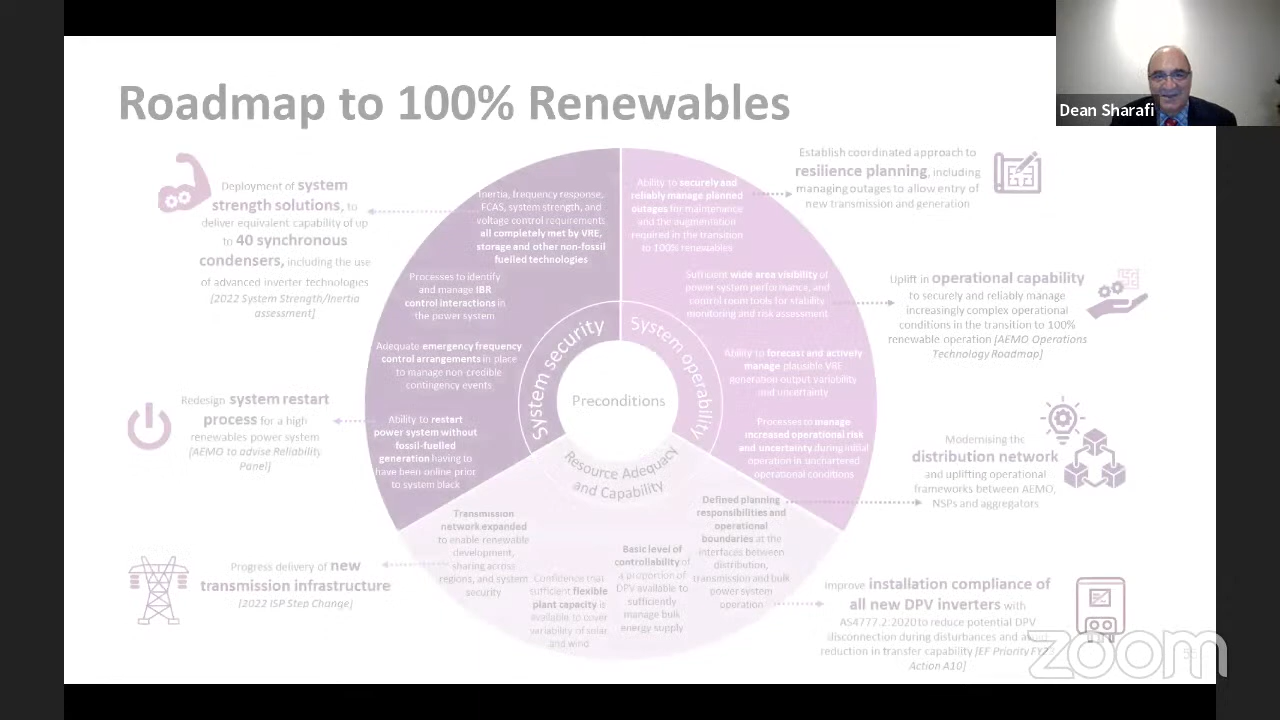 Roadmap to 100% Renewables
Dean Sharafi
Deployment of system
strength solutions, to
deliver equivalent capability of up
to 40 synchronous
condensers, including the use
of advanced inverter technologies
[2022 System Strength/Inertia
assessment]
Redesign system restart
process for a high
renewables power system
[AEMO to advise Reliability
Panel]
Progress delivery of new
transmission infrastructure
[2022 ISP Step Change]
Inertia, frequency response,
FCAS, system strength, and
voltage control requirements
all completely met by VRE,
storage and other non-fossil
fuelled technologies
Processes to identify
and manage IBR
control interactions in
the power system
Adequate emergency frequency
control arrangements in place
to manage non-credible
contingency events
Ability to restart
power system without
fossil-fuelled
generation having to
have been online prior
to system black
System security
System operability
Preconditions
Resource Adequacy
and Capability
Ability to securely and
reliably manage planned
outages for maintenance
and the augmentation
required in the transition
to 100% renewables
Sufficient wide area visibility of
power system performance, and
control room tools for stability
monitoring and risk assessment
Ability to forecast and actively
manage plausible VRE
generation output variability
and uncertainty
Processes to manage
increased operational risk
and uncertainty during initial
operation in unchartered
operational conditions
Transmission
network expanded
to enable renewable
development,
sharing across
regions, and system
security
Confidence that
sufficient flexible
plant capacity is
available to cover
variability of solar
and wind
Basic level of
controllability of
a proportion of
DPV available to
sufficiently
manage bulk
energy supply
Defined planning
responsibilities and
operational
boundaries at the
interfaces between
distribution,
transmission and bulk
power system
operation
Establish coordinated approach to
resilience planning, including
managing outages to allow entry of
new transmission and generation
Uplift in operational capability
to securely and reliably manage
increasingly complex operational
conditions in the transition to 100%
renewable operation [AEMO Operations
Technology Roadmap]
Modernising the
distribution network
and uplifting operational
frameworks between AEMO,
NSPs and aggregators
Improve installation compliance of
all new DPV inverters with
AS4777.2:2020 to reduce potential DPV
disconnection during disturbances and avoid
reduction in transfer capability [EF Priority FY23
Action A10]
zoom